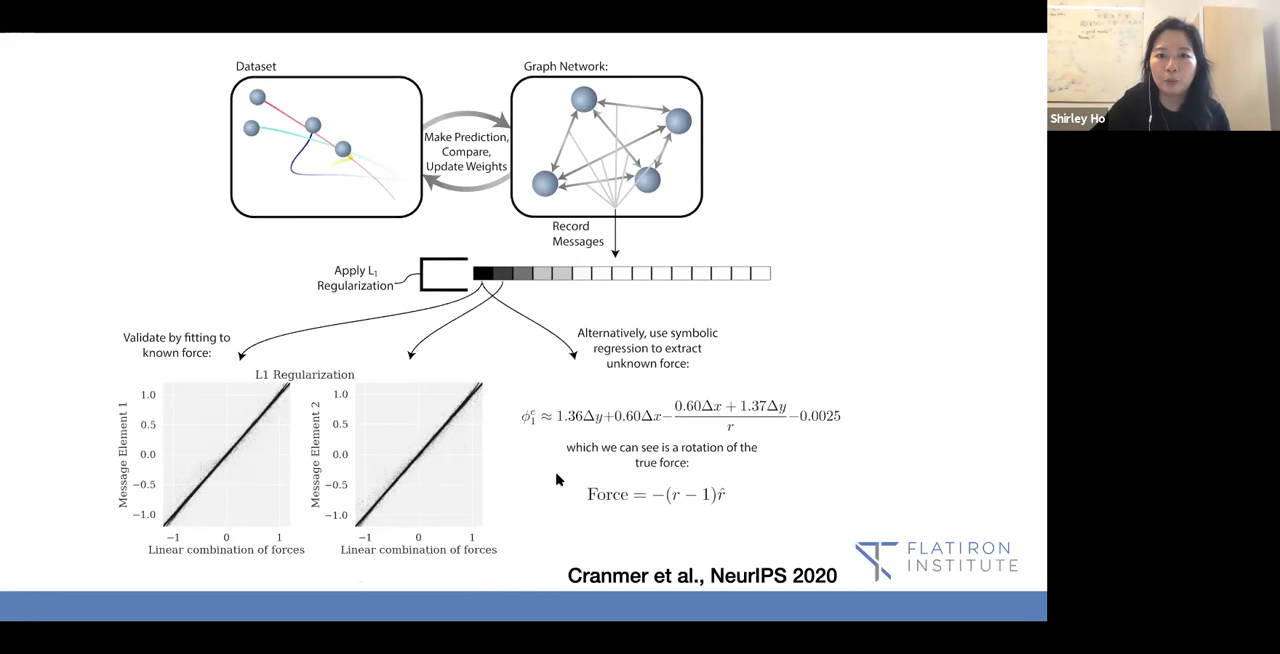 Dataset
Graph Network:
Make Prediction,
Compare,
Update Weights
Record
Messages
Apply L₁
Regularization
Validate by fitting to
known force:
Alternatively, use symbolic
regression to extract
unknown force:
L1 Regularization
Message Element 1
1.0
0.5
0.0
−0.5
−1.0
−1 0 1
Linear combination of forces
Message Element 2
1.0
0.5
0.0
−0.5
−1.0
−1 0 1
Linear combination of forces
ϕ₁ᵉ ≈ 1.36Δy+0.60Δx− (0.60Δx + 1.37Δy)/r −0.0025
which we can see is a rotation of the
true force:
Force = −(r − 1)r̂
Cranmer et al., NeurIPS 2020
FLATIRON
INSTITUTE
Shirley Ho